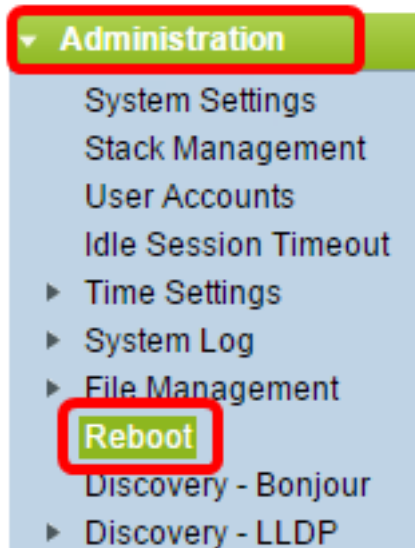 Administration
System Settings
Stack Management
User Accounts
Idle Session Timeout
Time Settings
System Log
File Management
Reboot
Discovery - Bonjour
Discovery - LLDP